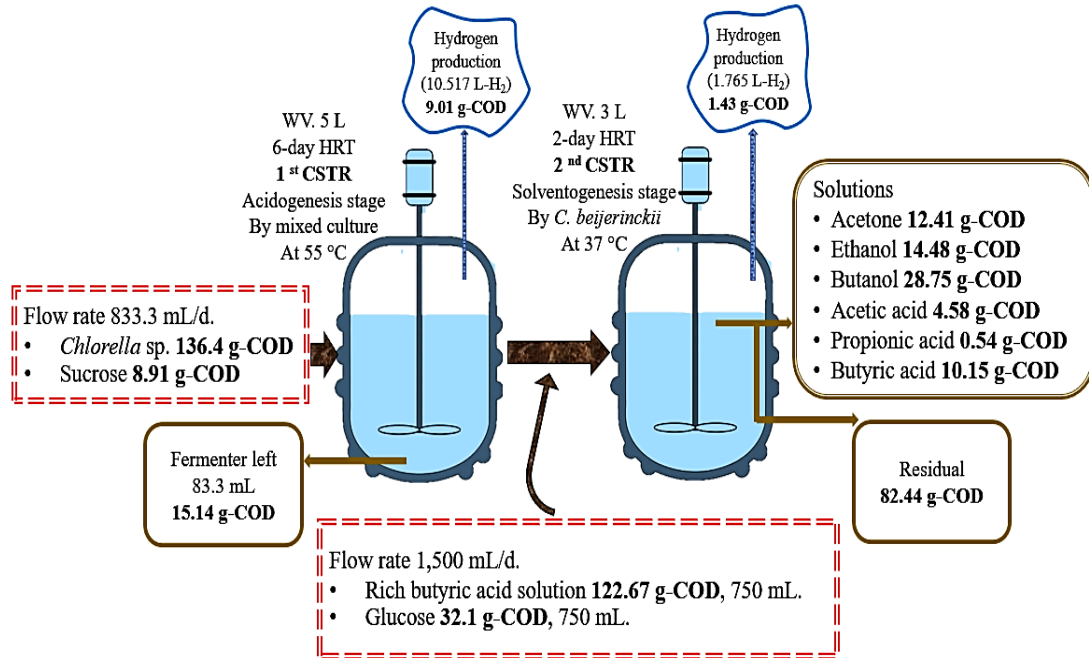 Hydrogen
production
(10.517 L-H₂)
9.01 g-COD
Hydrogen
production
(1.765 L-H₂)
1.43 g-COD
WV. 5 L
6-day HRT
1 st CSTR
Acidogenesis stage
By mixed culture
At 55 °C
WV. 3 L
2-day HRT
2 nd CSTR
Solventogenesis stage
By C. beijerinckii
At 37 °C
Solutions
• Acetone 12.41 g-COD
• Ethanol 14.48 g-COD
• Butanol 28.75 g-COD
• Acetic acid 4.58 g-COD
• Propionic acid 0.54 g-COD
• Butyric acid 10.15 g-COD
Flow rate 833.3 mL/d.
• Chlorella sp. 136.4 g-COD
• Sucrose 8.91 g-COD
Fermenter left
83.3 mL
15.14 g-COD
Residual
82.44 g-COD
Flow rate 1,500 mL/d.
• Rich butyric acid solution 122.67 g-COD, 750 mL.
• Glucose 32.1 g-COD, 750 mL.